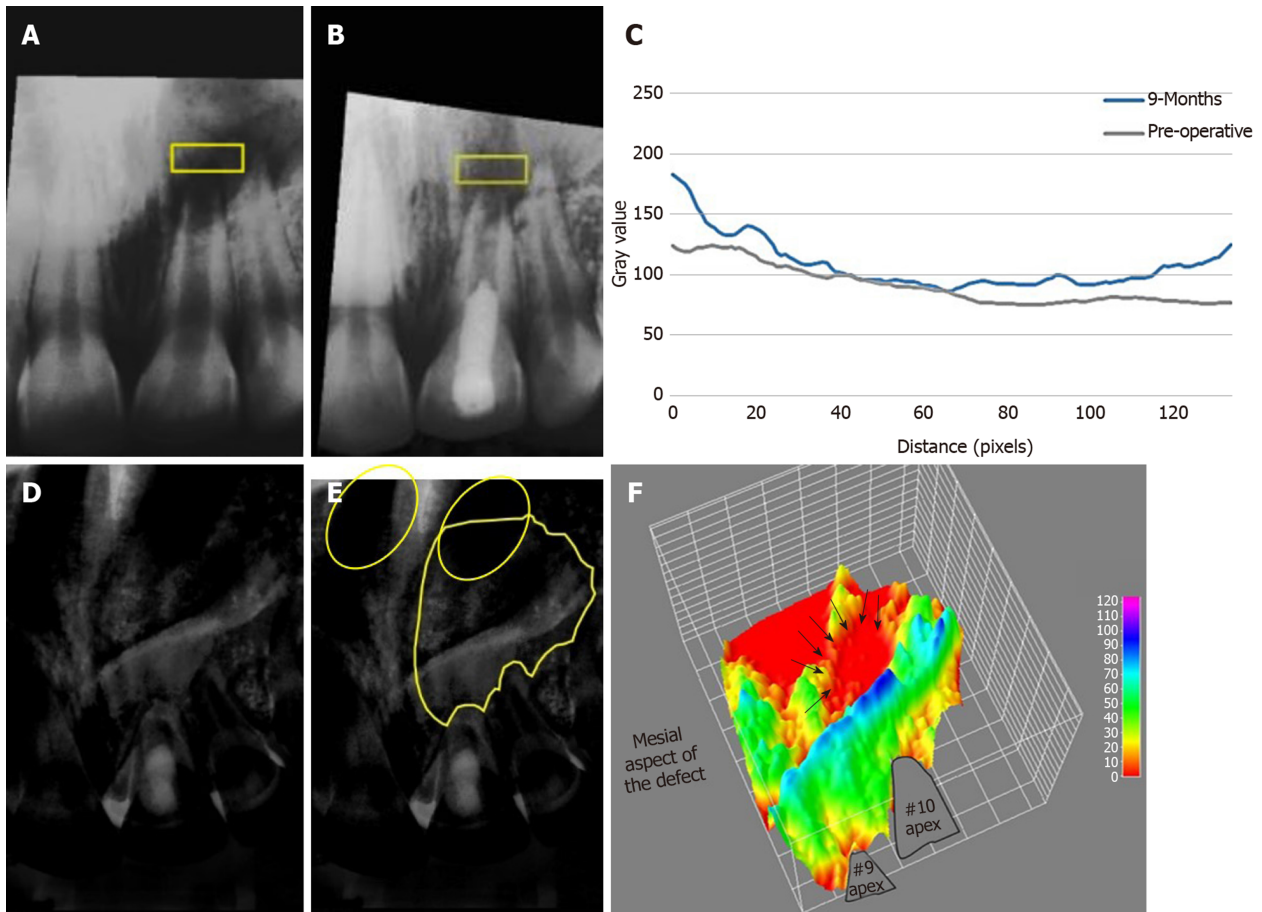 A
B
C
250
200
150
100
50
0
Gray value
0
20
40
60
80
100
120
Distance (pixels)
9-Months
Pre-operative
D
E
F
Mesial
aspect of
the defect
#10
apex
#9
apex
120
110
100
90
80
70
60
50
40
30
20
10
0